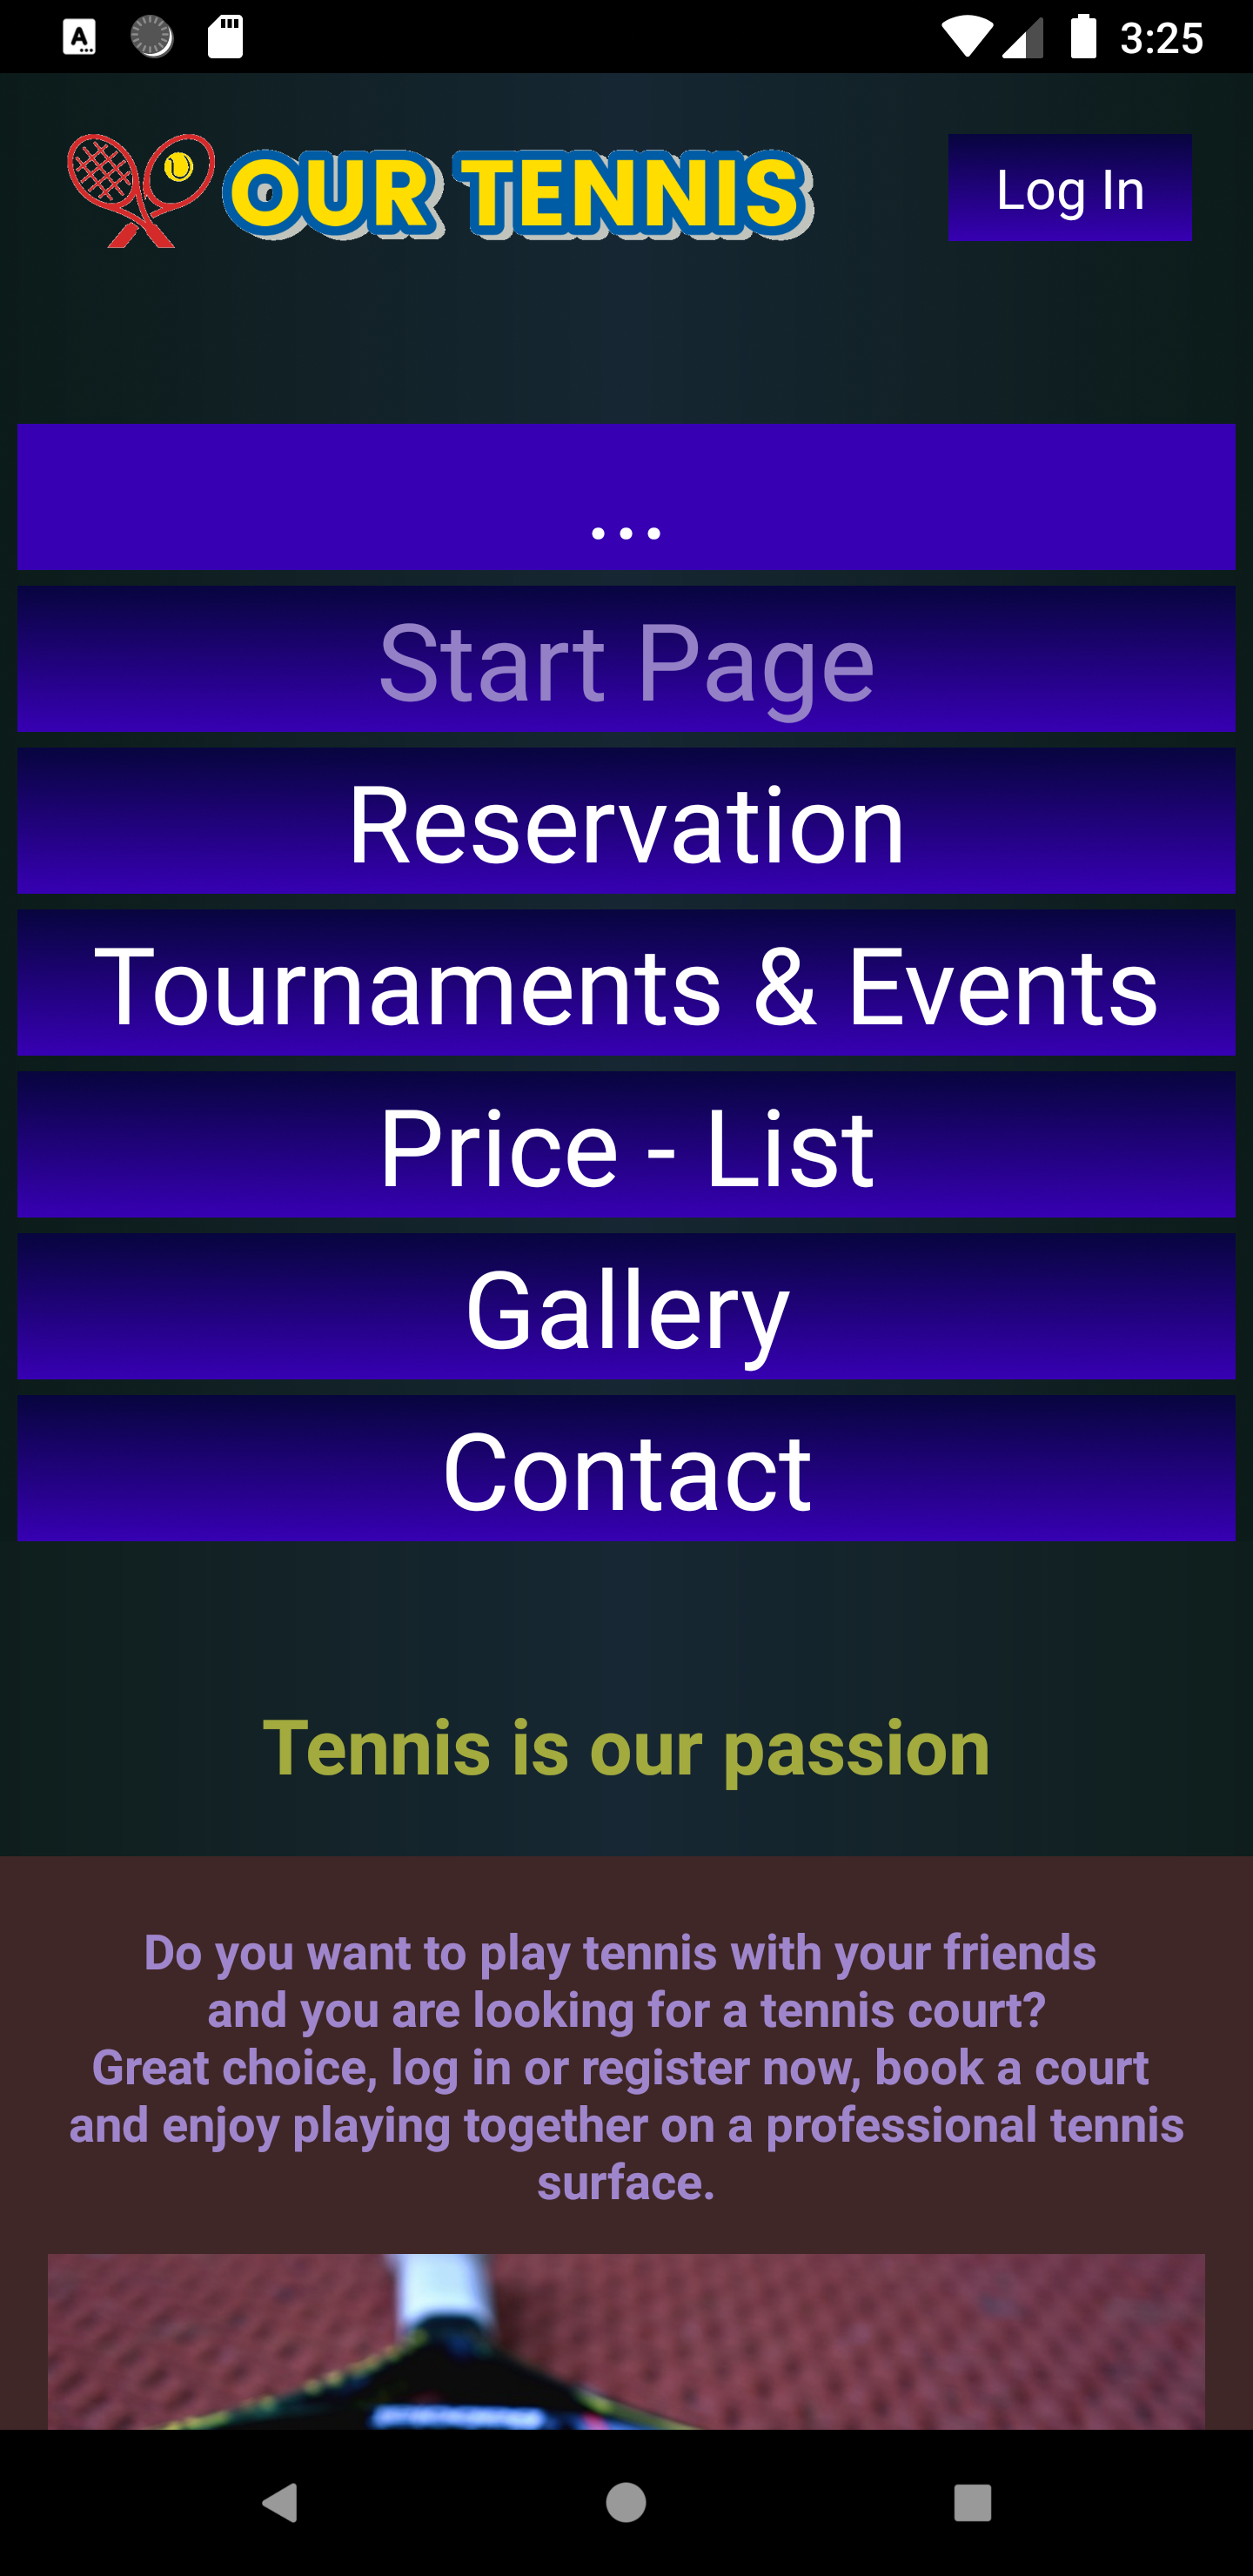 3:25
OUR TENNIS
Log In
...
Start Page
Reservation
Tournaments & Events
Price - List
Gallery
Contact
Tennis is our passion
Do you want to play tennis with your friends
and you are looking for a tennis court?
Great choice, log in or register now, book a court
and enjoy playing together on a professional tennis
surface.